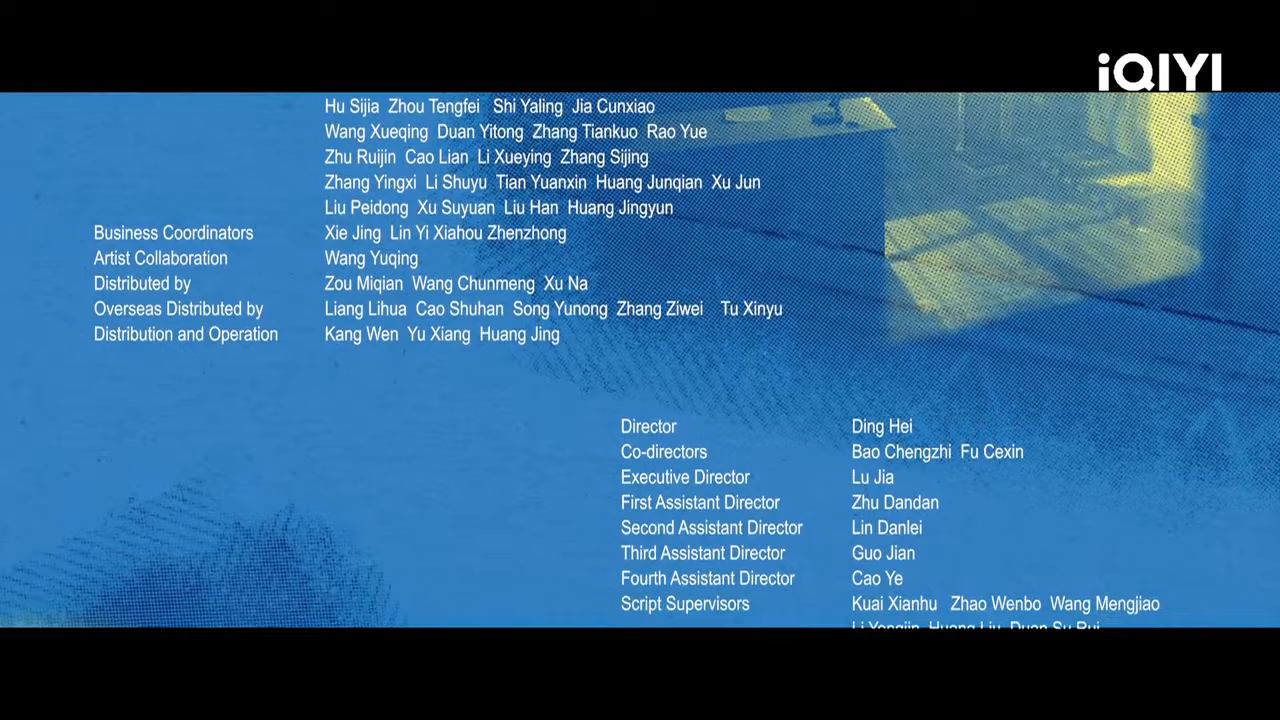 iQIYI
Hu Sijia Zhou Tengfei Shi Yaling Jia Cunxiao
Wang Xueqing Duan Yitong Zhang Tiankuo Rao Yue
Zhu Ruijin Cao Lian Li Xueying Zhang Sijing
Zhang Yingxi Li Shuyu Tian Yuanxin Huang Junqian Xu Jun
Liu Peidong Xu Suyuan Liu Han Huang Jingyun
Business Coordinators Xie Jing Lin Yi Xiahou Zhenzhong
Artist Collaboration Wang Yuqing
Distributed by Zou Miqian Wang Chunmeng Xu Na
Overseas Distributed by Liang Lihua Cao Shuhan Song Yunong Zhang Ziwei Tu Xinyu
Distribution and Operation Kang Wen Yu Xiang Huang Jing
Director Ding Hei
Co-directors Bao Chengzhi Fu Cexin
Executive Director Lu Jia
First Assistant Director Zhu Dandan
Second Assistant Director Lin Danlei
Third Assistant Director Guo Jian
Fourth Assistant Director Cao Ye
Script Supervisors Kuai Xianhu Zhao Wenbo Wang Mengjiao